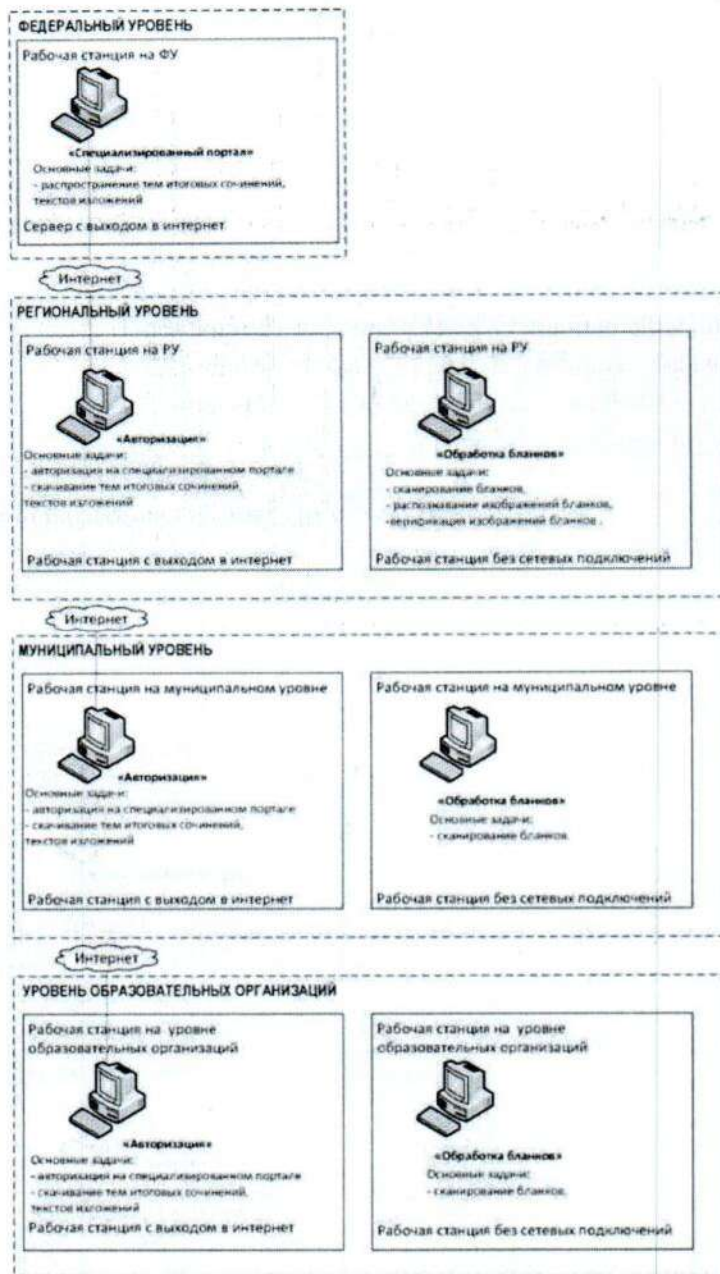 ФЕДЕРАЛЬНЫЙ УРОВЕНЬ
Рабочая станция на ФУ
«Специализированный портал»
Основные задачи:
- распространение тем итоговых сочинений,
текстов изложений
Сервер с выходом в интернет
Интернет
РЕГИОНАЛЬНЫЙ УРОВЕНЬ
Рабочая станция на РУ
«Авторизация»
Основные задачи:
- авторизация на специализированном портале
- скачивание тем итоговых сочинений,
текстов изложений
Рабочая станция с выходом в интернет
Рабочая станция на РУ
«Обработка бланков»
Основные задачи:
- сканирование бланков,
- распознавание изображений бланков,
-верификация изображений бланков .
Рабочая станция без сетевых подключений
Интернет
МУНИЦИПАЛЬНЫЙ УРОВЕНЬ
Рабочая станция на муниципальном уровне
«Авторизация»
Основные задачи:
- авторизация на специализированном портале
- скачивание тем итоговых сочинений,
текстов изложений
Рабочая станция с выходом в интернет
Рабочая станция на муниципальном уровне
«Обработка бланков»
Основные задачи:
- сканирование бланков.
Рабочая станция без сетевых подключений
Интернет
УРОВЕНЬ ОБРАЗОВАТЕЛЬНЫХ ОРГАНИЗАЦИЙ
Рабочая станция на уровне
образовательных организаций
«Авторизация»
Основные задачи:
- авторизация на специализированном портале
- скачивание тем итоговых сочинений,
текстов изложений
Рабочая станция с выходом в интернет
Рабочая станция на уровне
образовательных организаций
«Обработка бланков»
Основные задачи:
- сканирование бланков.
Рабочая станция без сетевых подключений